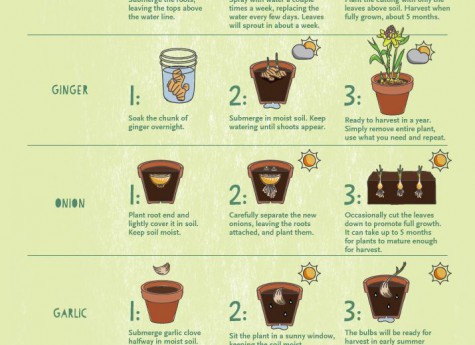 Submerge the roots,
leaving the tops above
the water line.
Spray with water a couple
times a week, replacing the
water every few days. Leaves
will sprout in about a week.
leaves above soil. Harvest when
fully grown, about 5 months.
GINGER
1:
Soak the chunk of
ginger overnight.
2:
Submerge in moist soil. Keep
watering until shoots appear.
3:
Ready to harvest in a year.
Simply remove entire plant,
use what you need and repeat.
ONION
1:
Plant root end and
lightly cover it in soil.
Keep soil moist.
2:
Carefully separate the new
onions, leaving the roots
attached, and plant them.
3:
Occasionally cut the leaves
down to promote full growth.
It can take up to 5 months
for plants to mature enough
for harvest.
GARLIC
1:
Submerge garlic clove
halfway in moist soil.
2:
Sit the plant in a sunny window,
keeping the soil moist
3:
The bulbs will be ready for
harvest in early summer